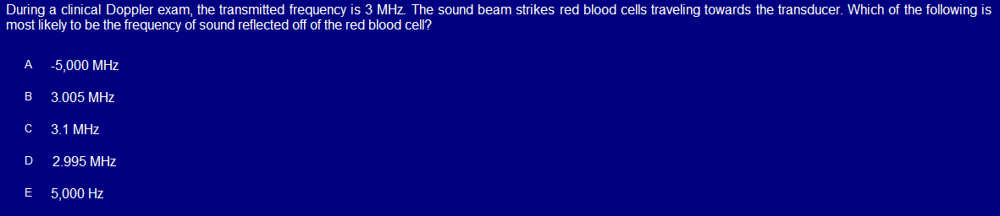 During a clinical Doppler exam, the transmitted frequency is 3 MHz. The sound beam strikes red blood cells traveling towards the transducer. Which of the following is
most likely to be the frequency of sound reflected off of the red blood cell?
A -5,000 MHz
B 3.005 MHz
C 3.1 MHz
D 2.995 MHz
E 5,000 Hz